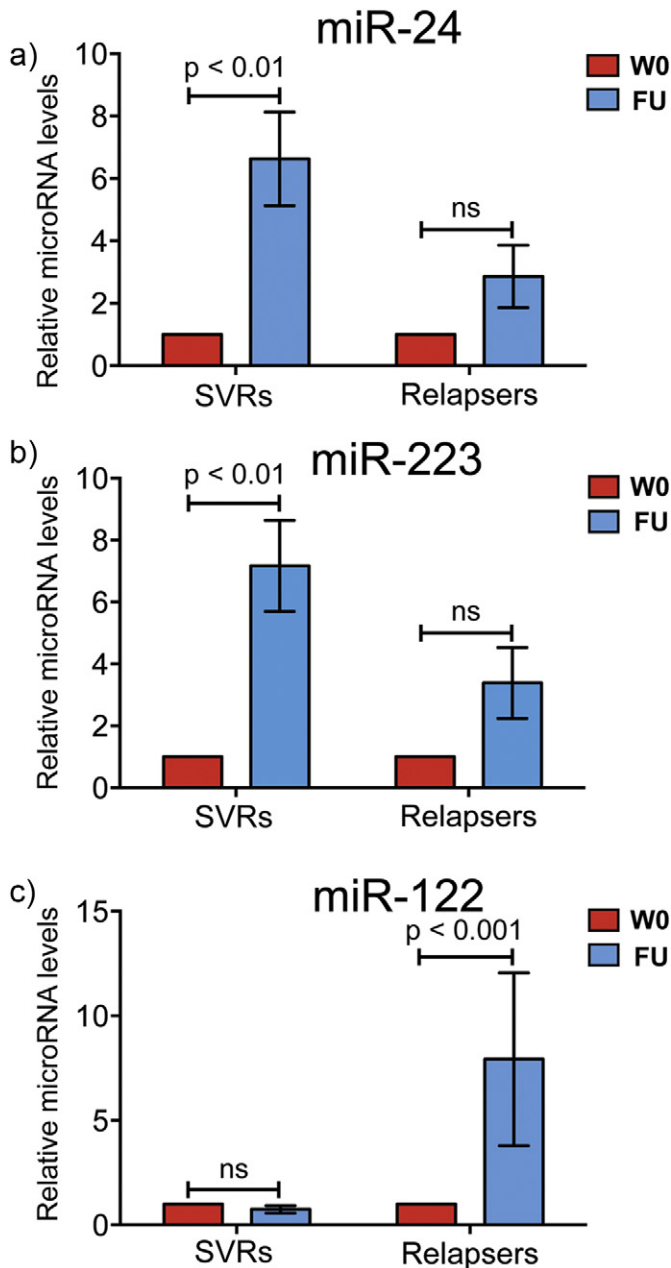 a)
miR-24
W0
FU
p < 0.01
ns
Relative microRNA levels
10
8
6
4
2
0
SVRs
Relapsers
b)
miR-223
W0
FU
p < 0.01
ns
Relative microRNA levels
10
8
6
4
2
0
SVRs
Relapsers
c)
miR-122
W0
FU
p < 0.001
ns
Relative microRNA levels
15
10
5
0
SVRs
Relapsers